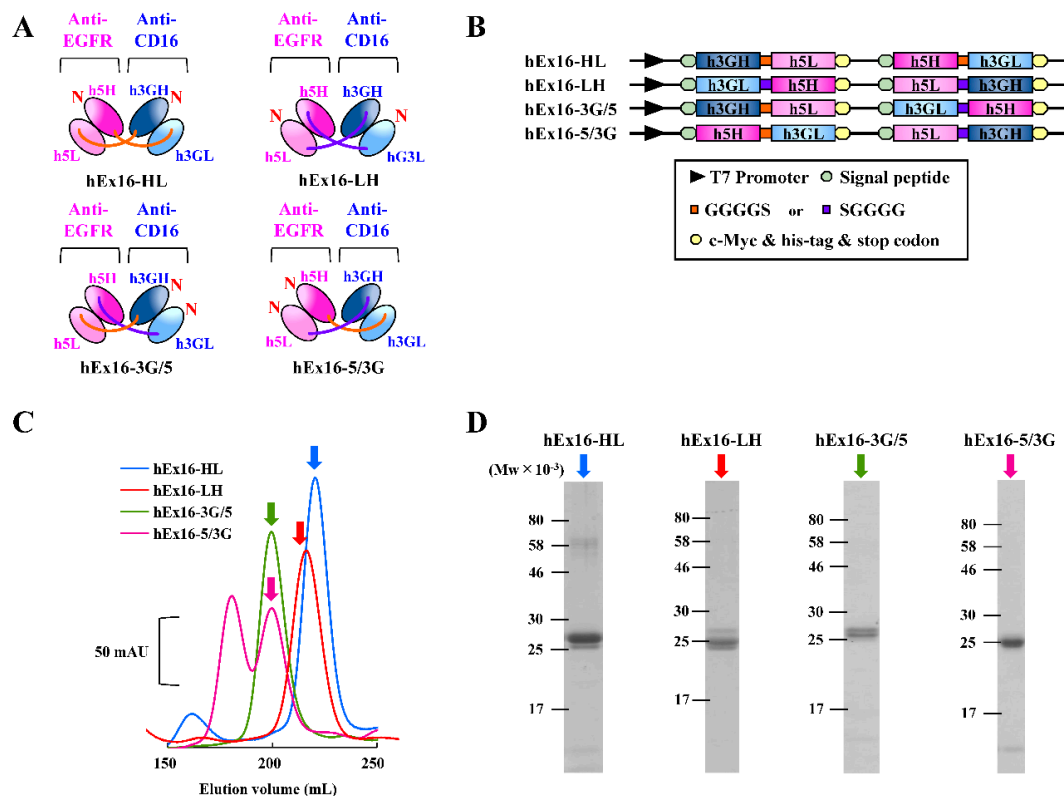 A
Anti-
EGFR
Anti-
CD16
N
h5H
h3GH
N
h5L
h3GL
hEx16-HL
Anti-
EGFR
Anti-
CD16
h5H
h3GH
N
N
h5L
hG3L
hEx16-LH
Anti-
EGFR
Anti-
CD16
h5H
h3GH
N
N
h5L
h3GL
hEx16-3G/5
Anti-
EGFR
Anti-
CD16
N
h5H
h3GH
N
h5L
h3GL
hEx16-5/3G
B
hEx16-HL h3GH h5L h5H h3GL
hEx16-LH h3GL h5H h5L h3GH
hEx16-3G/5 h3GH h5L h3GL h5H
hEx16-5/3G h5H h3GL h5L h3GH
T7 Promoter Signal peptide
GGGGS or SGGGG
c-Myc & his-tag & stop codon
C
hEx16-HL
hEx16-LH
hEx16-3G/5
hEx16-5/3G
50 mAU
150 200 250
Elution volume (mL)
D
hEx16-HL hEx16-LH hEx16-3G/5 hEx16-5/3G
(Mw × 10-3)
80
58
46
30
25
17
80
58
46
30
25
17
80
58
46
30
25
17
80
58
46
30
25
17